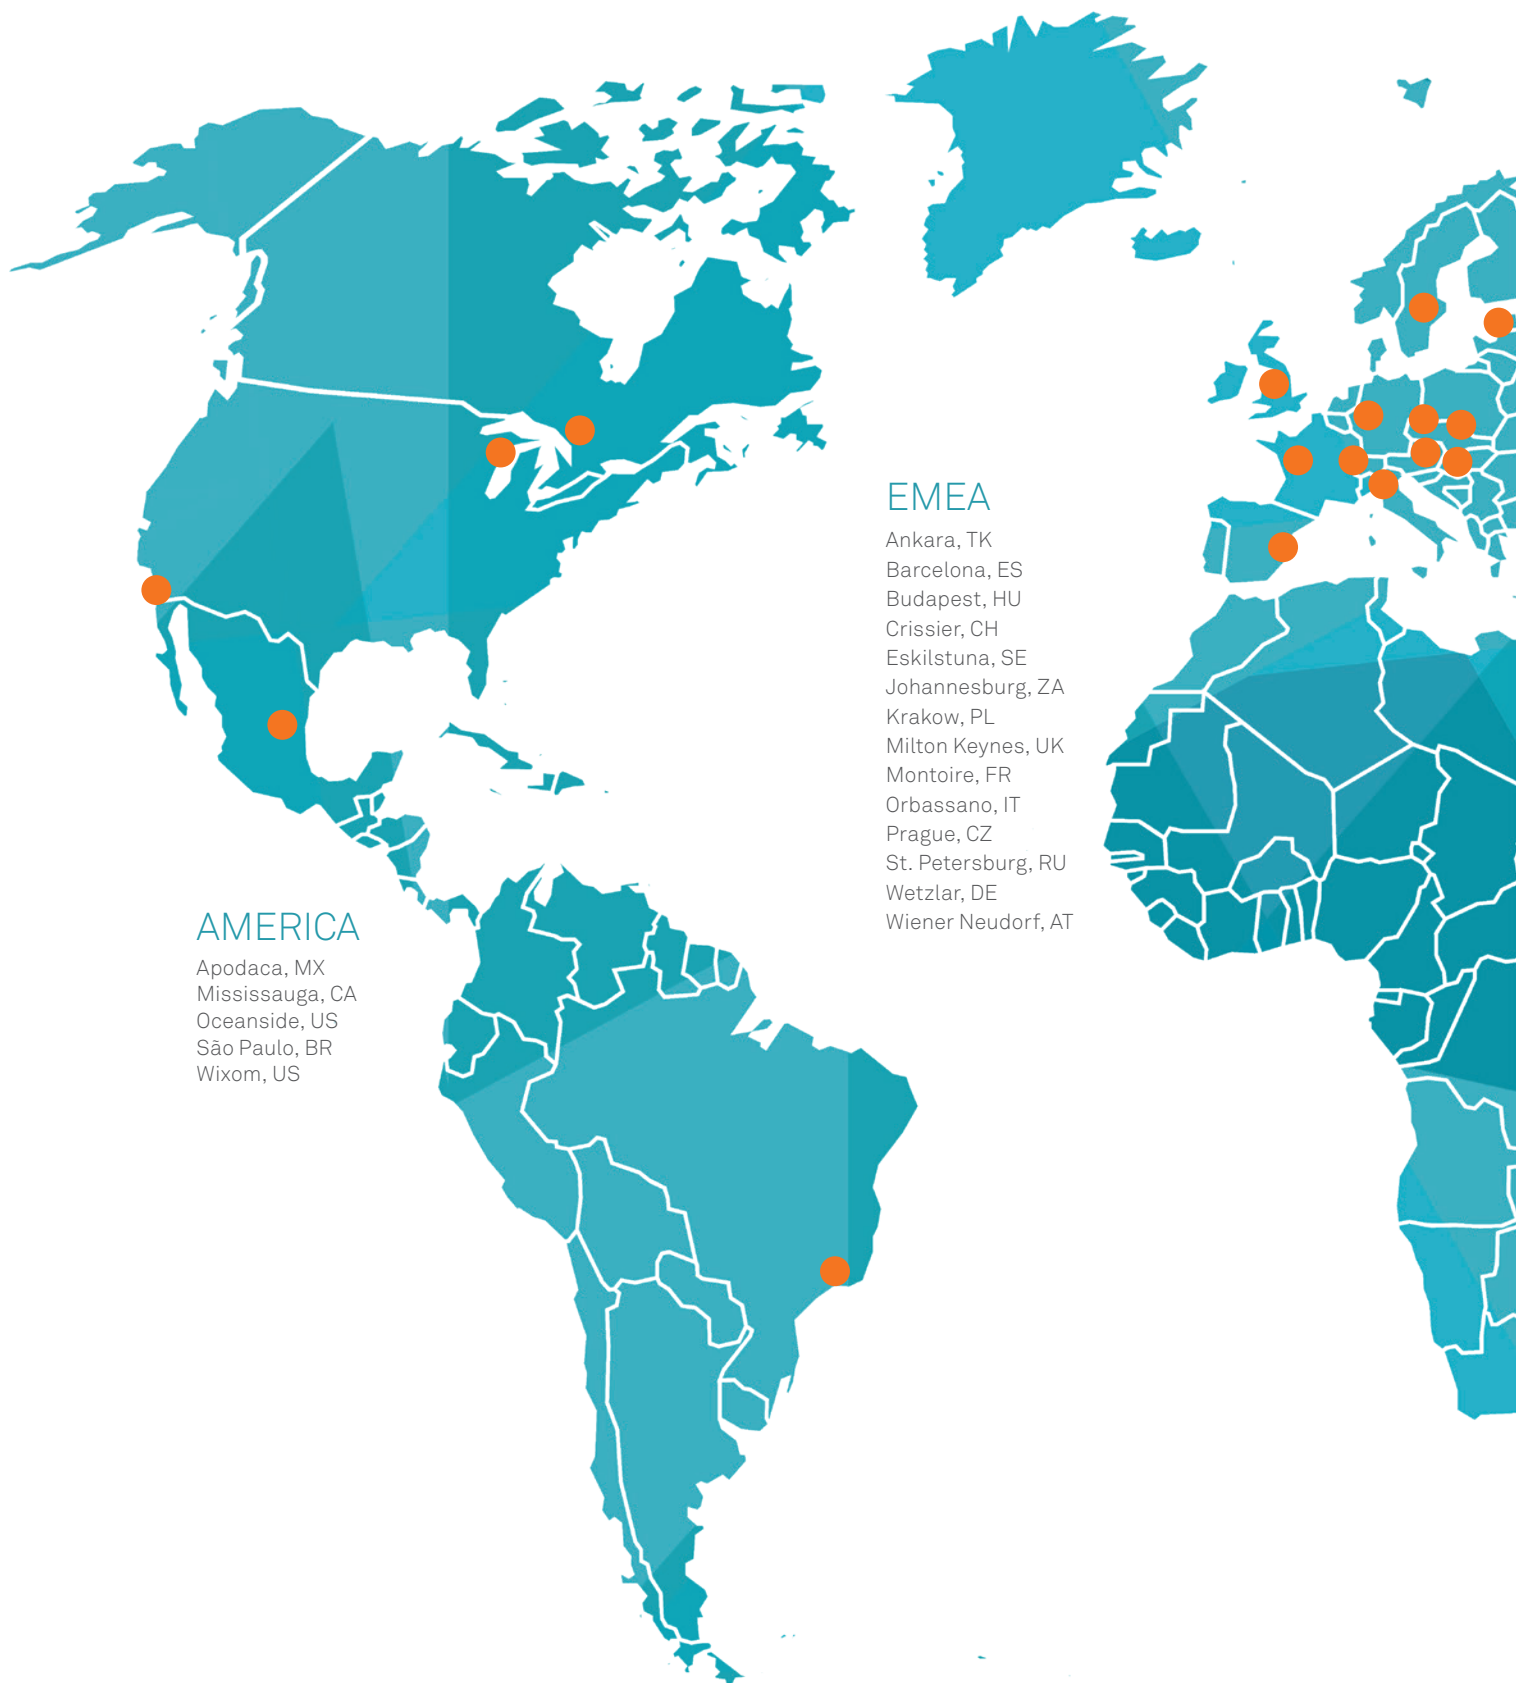 EMEA
Ankara, TK
Barcelona, ES
Budapest, HU
Crissier, CH
Eskilstuna, SE
Johannesburg, ZA
Krakow, PL
Milton Keynes, UK
Montoire, FR
Orbassano, IT
Prague, CZ
St. Petersburg, RU
Wetzlar, DE
Wiener Neudorf, AT
AMERICA
Apodaca, MX
Mississauga, CA
Oceanside, US
São Paulo, BR
Wixom, US